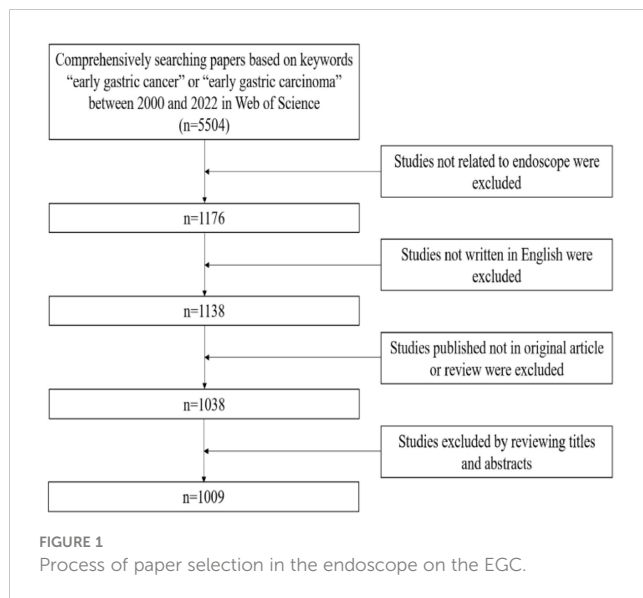 Comprehensively searching papers based on keywords
“early gastric cancer” or “early gastric carcinoma”
between 2000 and 2022 in Web of Science
(n=5504)
Studies not related to endoscope were
excluded
n=1176
Studies not written in English were
excluded
n=1138
Studies published not in original article
or review were excluded
n=1038
Studies excluded by reviewing titles
and abstracts
n=1009
FIGURE 1
Process of paper selection in the endoscope on the EGC.